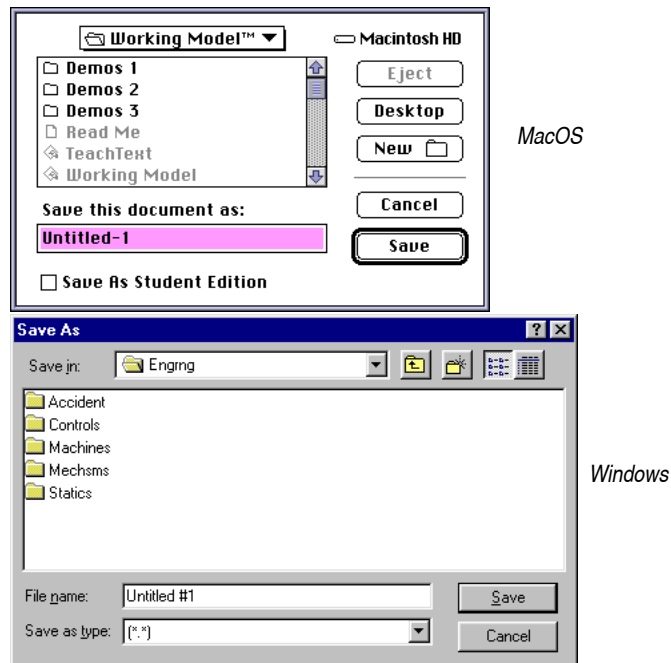 Working Model™ ▼ Macintosh HD
Demos 1
Demos 2
Demos 3
Read Me
TeachText
Working Model
Eject
Desktop
New
MacOS
Save this document as:
Untitled-1
Cancel
Save
Save As Student Edition
Save As
Save in: Engrng
Accident
Controls
Machines
Mechsms
Statics
Windows
File name: Untitled #1 Save
Save as type: (*.*) Cancel